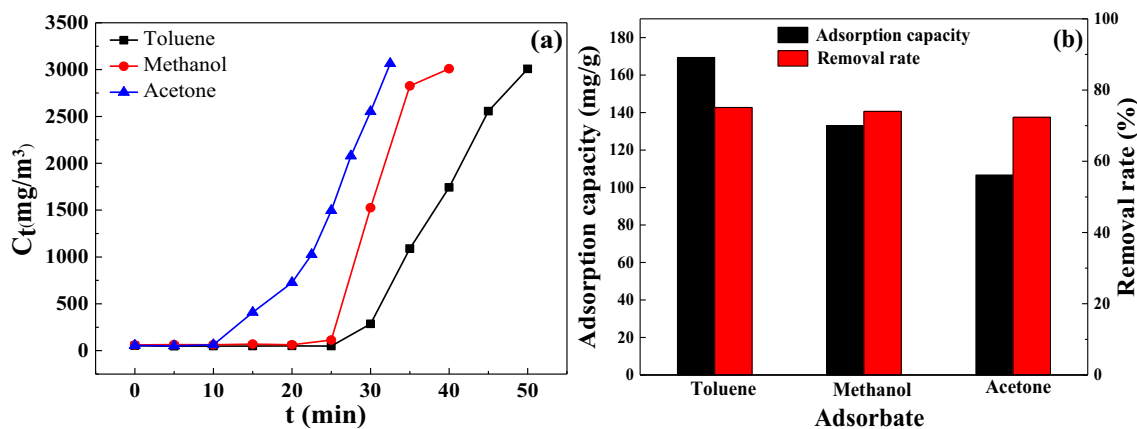 (a)
Toluene
Methanol
Acetone
3500
3000
2500
2000
1500
1000
500
0
Ct(mg/m³)
0 10 20 30 40 50
t (min)
(b)
Adsorption capacity
Removal rate
180
160
140
120
100
80
60
40
20
0
Adsorption capacity (mg/g)
100
80
60
40
20
0
Removal rate (%)
Toluene Methanol Acetone
Adsorbate